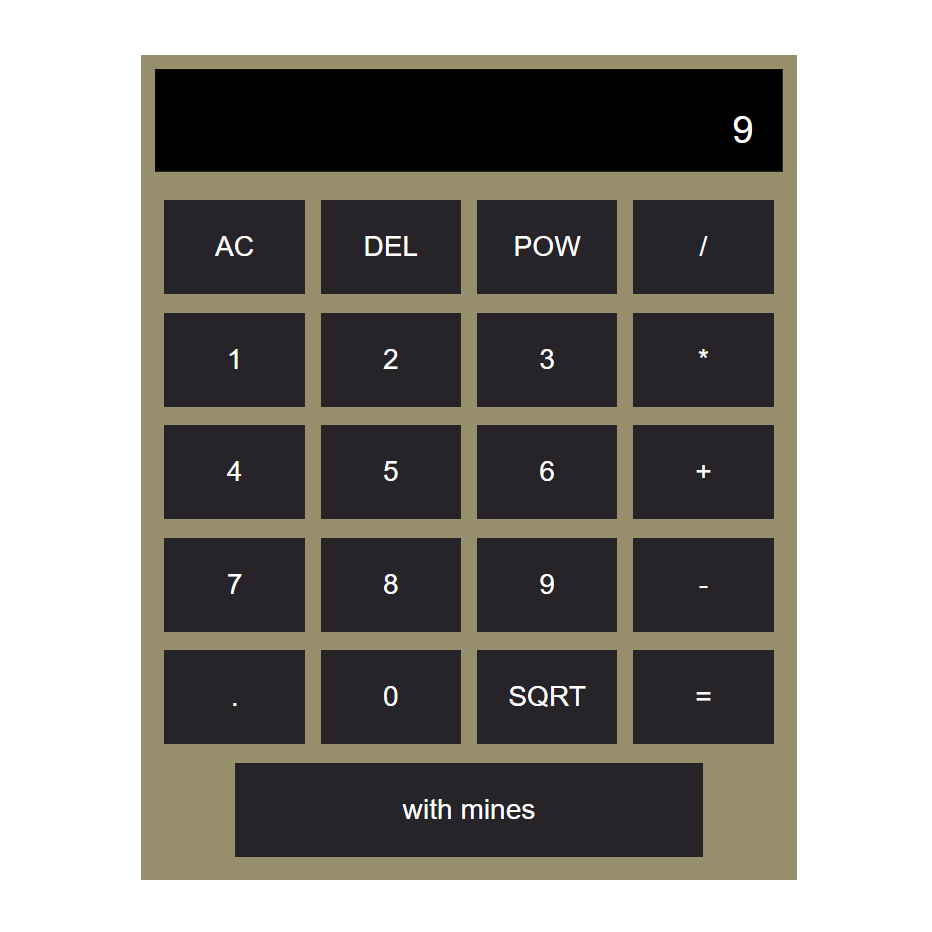 9
AC DEL POW /
1 2 3 *
4 5 6 +
7 8 9 -
. 0 SQRT =
with mines